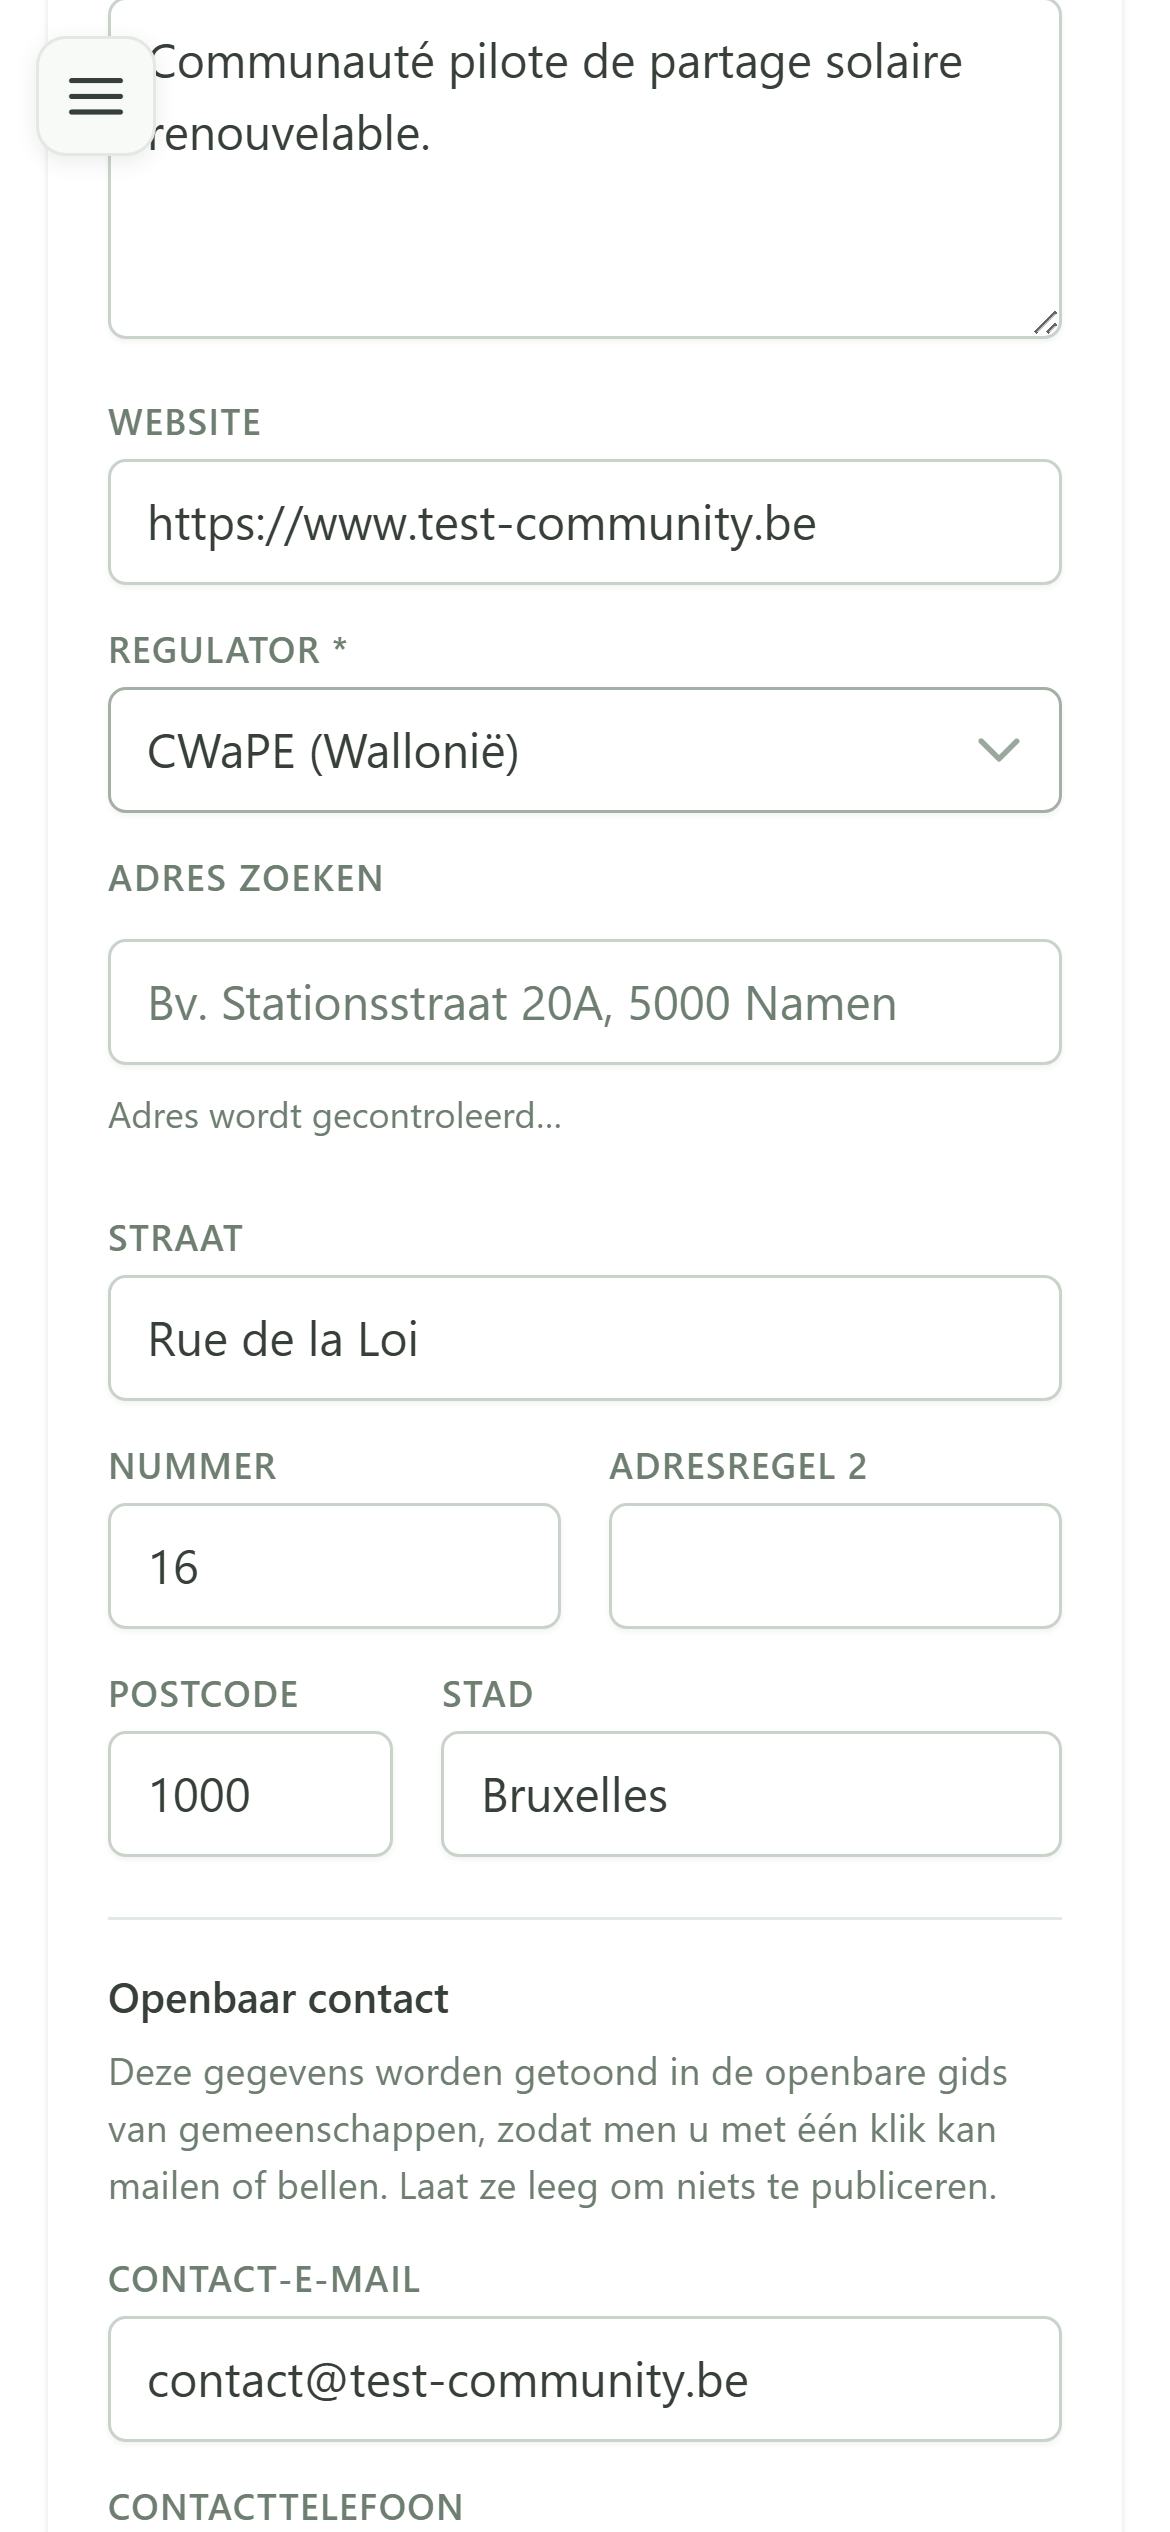 Communauté pilote de partage solaire
renouvelable.
WEBSITE
https://www.test-community.be
REGULATOR *
CWaPE (Wallonië)
ADRES ZOEKEN
Bv. Stationsstraat 20A, 5000 Namen
Adres wordt gecontroleerd...
STRAAT
Rue de la Loi
NUMMER
ADRESREGEL 2
16
POSTCODE
STAD
1000
Bruxelles
Openbaar contact
Deze gegevens worden getoond in de openbare gids
van gemeenschappen, zodat men u met één klik kan
mailen of bellen. Laat ze leeg om niets te publiceren.
CONTACT-E-MAIL
contact@test-community.be
CONTACTTELEFOON